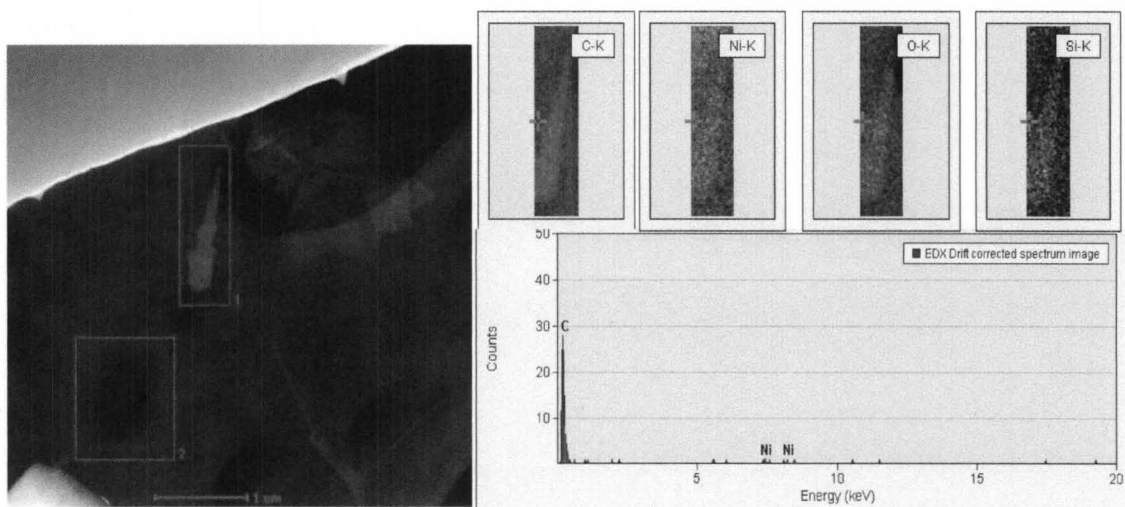 C-K
Ni-K
O-K
Si-K
1
2
1 um
50
40
30
20
10
Counts
EDX Drift corrected spectrum image
C
Ni Ni
5 10 15 20
Energy (keV)